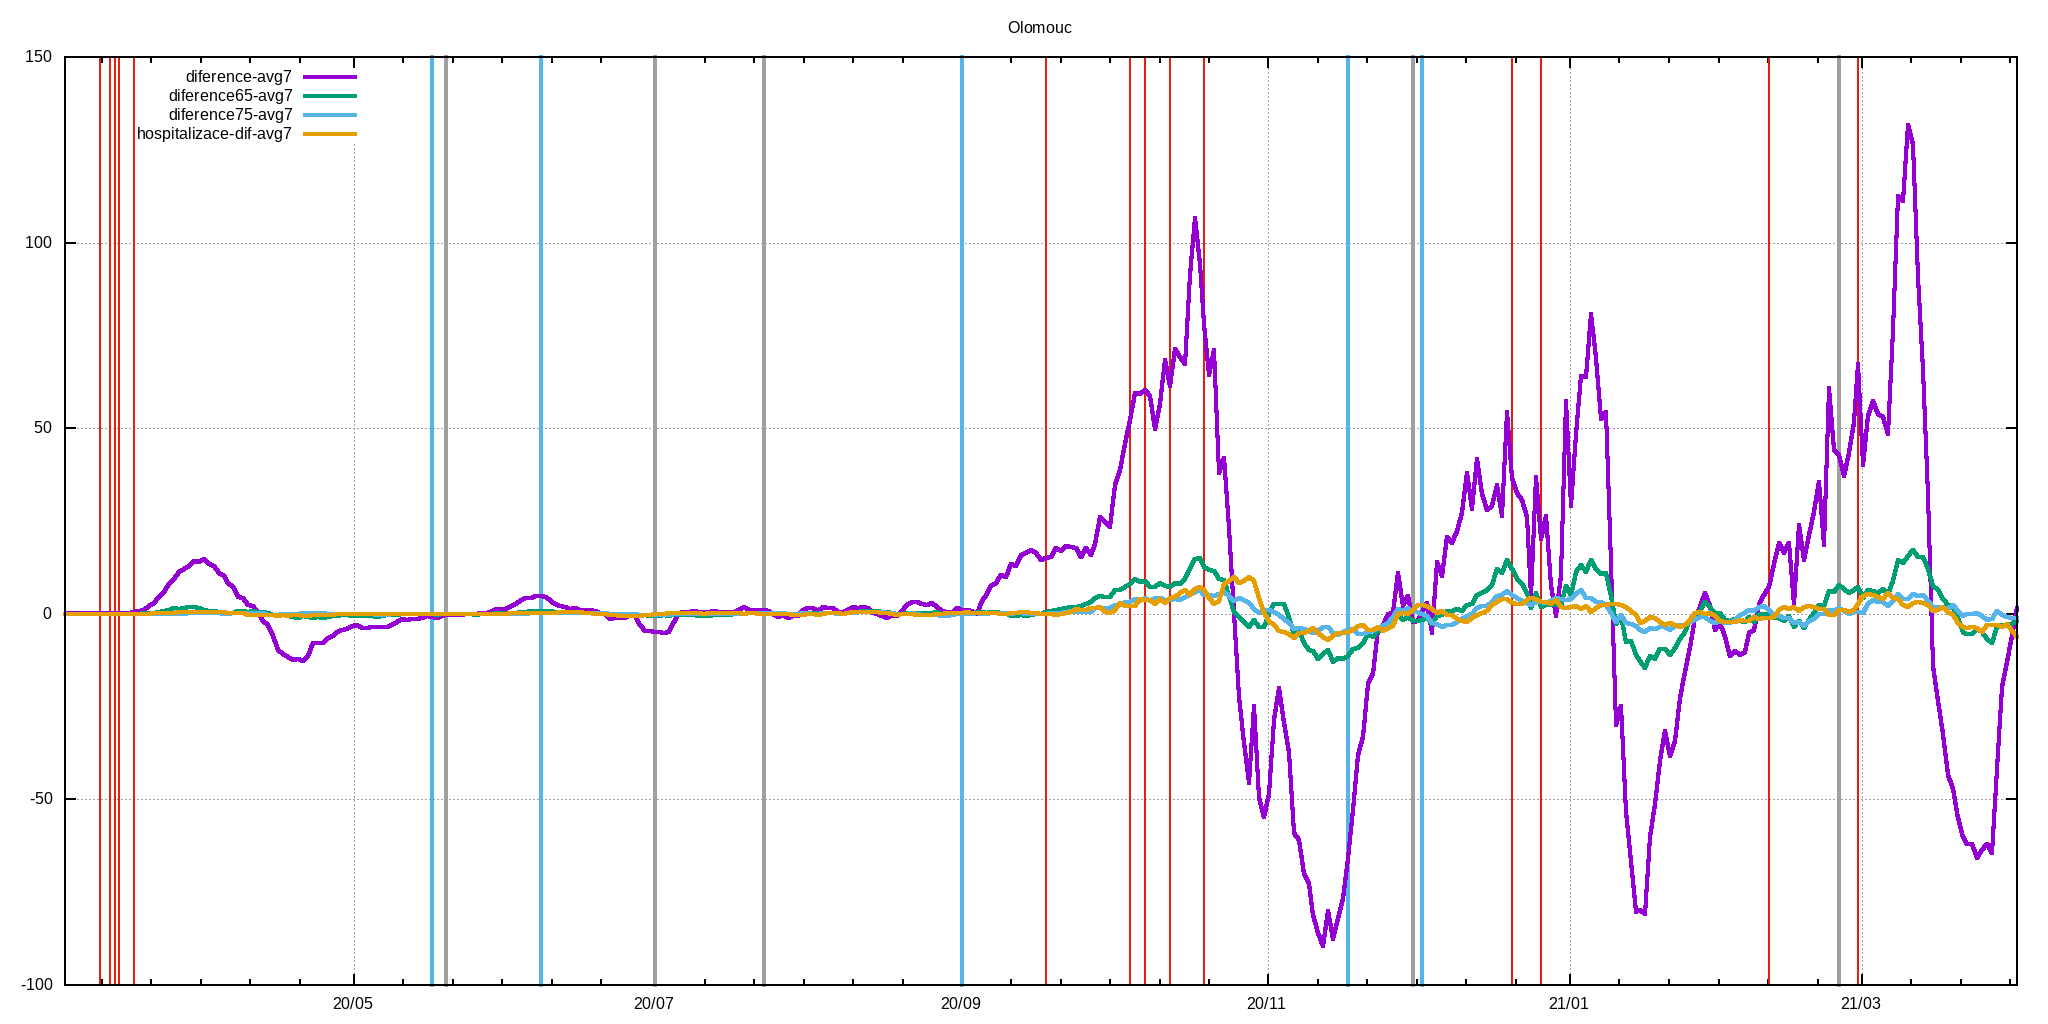 Olomouc
150
diference-avg7
diference65-avg7
diference75-avg7
hospitalizace-dif-avg7
100
50
0
-50
-100
20/05 20/07 20/09 20/11 21/01 21/03